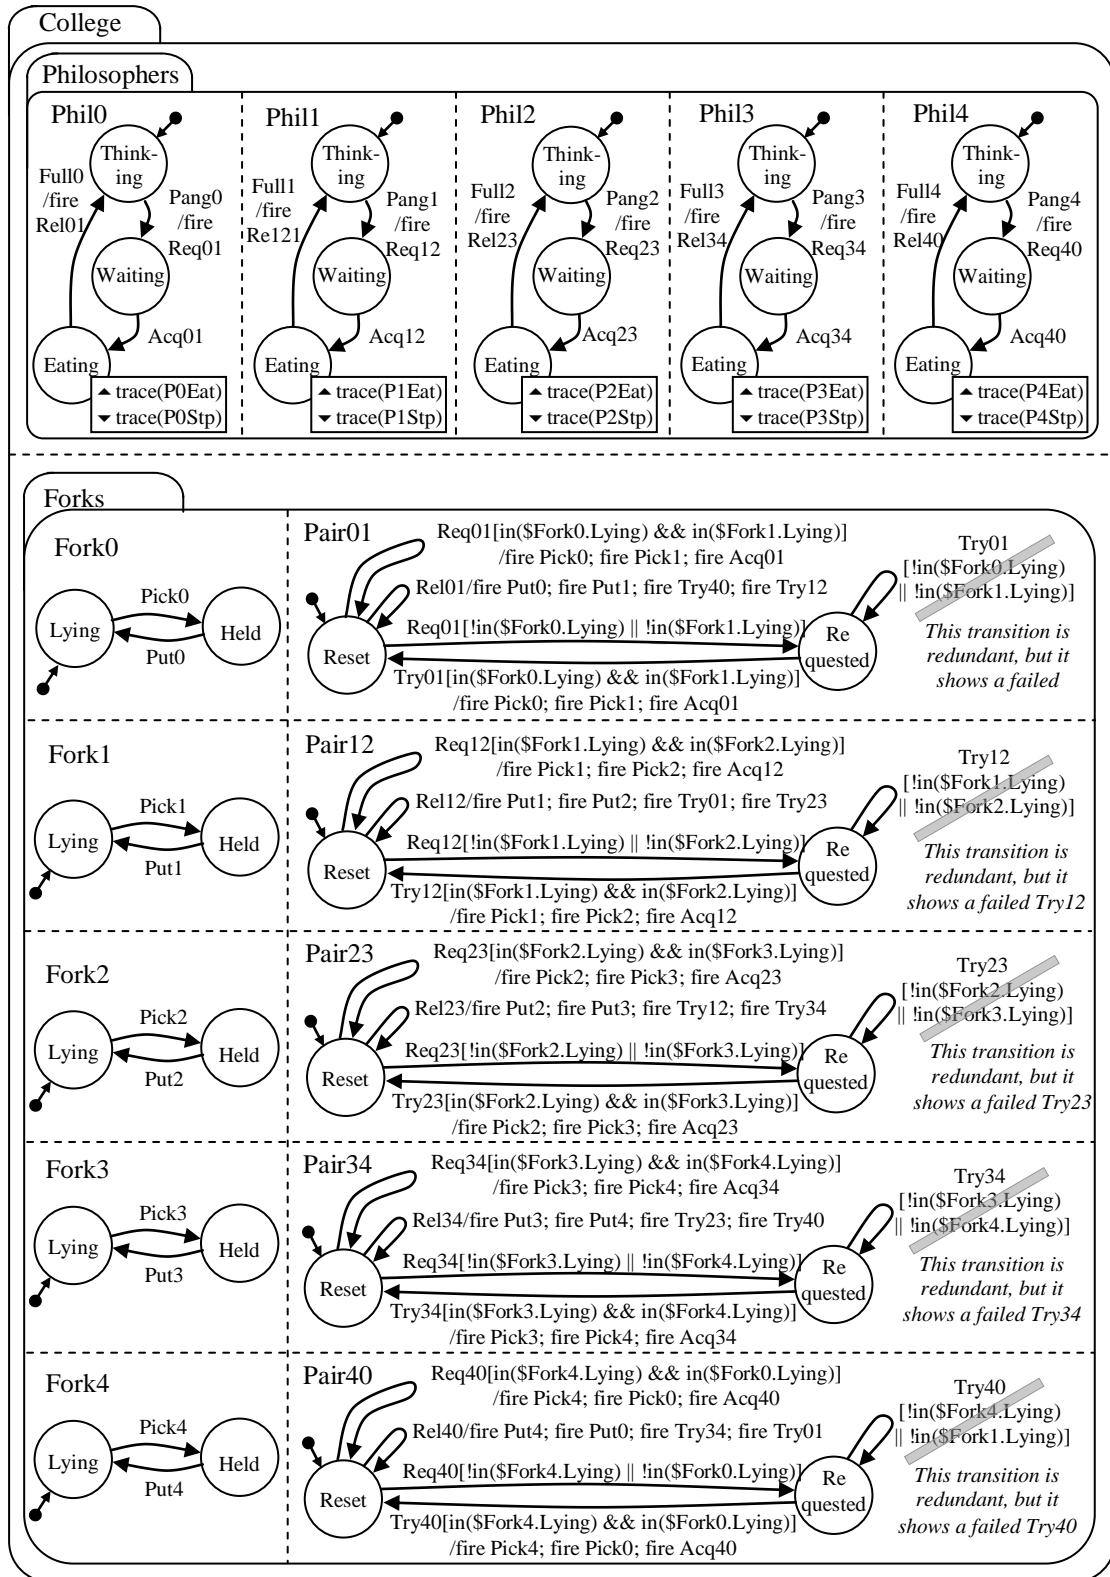 College
Philosophers
Phil0
Think-
ing
Full0
/fire
Rel01
Pang0
/fire
Req01
Waiting
Acq01
Eating
trace(P0Eat)
trace(P0Stp)
Phil1
Think-
ing
Full1
/fire
Re121
Pang1
/fire
Req12
Waiting
Acq12
Eating
trace(P1Eat)
trace(P1Stp)
Phil2
Think-
ing
Full2
/fire
Rel23
Pang2
/fire
Req23
Waiting
Acq23
Eating
trace(P2Eat)
trace(P2Stp)
Phil3
Think-
ing
Full3
/fire
Rel34
Pang3
/fire
Req34
Waiting
Acq34
Eating
trace(P3Eat)
trace(P3Stp)
Phil4
Think-
ing
Full4
/fire
Rel40
Pang4
/fire
Req40
Waiting
Acq40
Eating
trace(P4Eat)
trace(P4Stp)
Forks
Fork0
Pick0
Lying
Held
Put0
Pair01
Req01[in($Fork0.Lying) && in($Fork1.Lying)]
/fire Pick0; fire Pick1; fire Acq01
Rel01/fire Put0; fire Put1; fire Try40; fire Try12
Req01[!in($Fork0.Lying) || !in($Fork1.Lying)]
Reset
Re
quested
Try01[in($Fork0.Lying) && in($Fork1.Lying)]
/fire Pick0; fire Pick1; fire Acq01
Try01
[!in($Fork0.Lying)
|| !in($Fork1.Lying)]
This transition is
redundant, but it
shows a failed
Fork1
Pick1
Lying
Held
Put1
Pair12
Req12[in($Fork1.Lying) && in($Fork2.Lying)]
/fire Pick1; fire Pick2; fire Acq12
Rel12/fire Put1; fire Put2; fire Try01; fire Try23
Req12[!in($Fork1.Lying) || !in($Fork2.Lying)]
Reset
Re
quested
Try12[in($Fork1.Lying) && in($Fork2.Lying)]
/fire Pick1; fire Pick2; fire Acq12
Try12
[!in($Fork1.Lying)
|| !in($Fork2.Lying)]
This transition is
redundant, but it
shows a failed Try12
Fork2
Pick2
Lying
Held
Put2
Pair23
Req23[in($Fork2.Lying) && in($Fork3.Lying)]
/fire Pick2; fire Pick3; fire Acq23
Rel23/fire Put2; fire Put3; fire Try12; fire Try34
Req23[!in($Fork2.Lying) || !in($Fork3.Lying)]
Reset
Re
quested
Try23[in($Fork2.Lying) && in($Fork3.Lying)]
/fire Pick2; fire Pick3; fire Acq23
Try23
[!in($Fork2.Lying)
|| !in($Fork3.Lying)]
This transition is
redundant, but it
shows a failed Try23
Fork3
Pick3
Lying
Held
Put3
Pair34
Req34[in($Fork3.Lying) && in($Fork4.Lying)]
/fire Pick3; fire Pick4; fire Acq34
Rel34/fire Put3; fire Put4; fire Try23; fire Try40
Req34[!in($Fork3.Lying) || !in($Fork4.Lying)]
Reset
Re
quested
Try34[in($Fork3.Lying) && in($Fork4.Lying)]
/fire Pick3; fire Pick4; fire Acq34
Try34
[!in($Fork3.Lying)
|| !in($Fork4.Lying)]
This transition is
redundant, but it
shows a failed Try34
Fork4
Pick4
Lying
Held
Put4
Pair40
Req40[in($Fork4.Lying) && in($Fork0.Lying)]
/fire Pick4; fire Pick0; fire Acq40
Rel40/fire Put4; fire Put0; fire Try34; fire Try01
Req40[!in($Fork4.Lying) || !in($Fork0.Lying)]
Reset
Re
quested
Try40[in($Fork4.Lying) && in($Fork0.Lying)]
/fire Pick4; fire Pick0; fire Acq40
Try40
[!in($Fork4.Lying)
|| !in($Fork1.Lying)]
This transition is
redundant, but it
shows a failed Try40